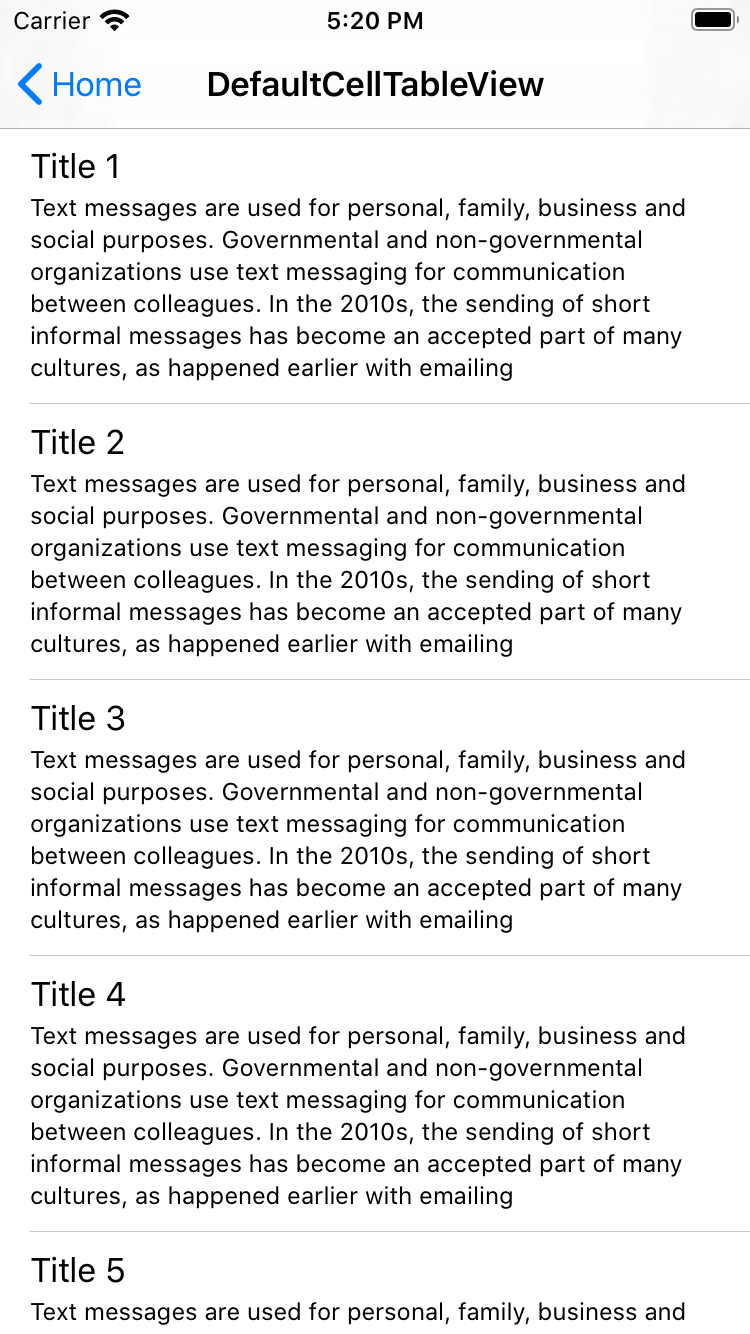 Carrier 5:20 PM
Home DefaultCellTableView
Title 1
Text messages are used for personal, family, business and
social purposes. Governmental and non-governmental
organizations use text messaging for communication
between colleagues. In the 2010s, the sending of short
informal messages has become an accepted part of many
cultures, as happened earlier with emailing
Title 2
Text messages are used for personal, family, business and
social purposes. Governmental and non-governmental
organizations use text messaging for communication
between colleagues. In the 2010s, the sending of short
informal messages has become an accepted part of many
cultures, as happened earlier with emailing
Title 3
Text messages are used for personal, family, business and
social purposes. Governmental and non-governmental
organizations use text messaging for communication
between colleagues. In the 2010s, the sending of short
informal messages has become an accepted part of many
cultures, as happened earlier with emailing
Title 4
Text messages are used for personal, family, business and
social purposes. Governmental and non-governmental
organizations use text messaging for communication
between colleagues. In the 2010s, the sending of short
informal messages has become an accepted part of many
cultures, as happened earlier with emailing
Title 5
Text messages are used for personal, family, business and